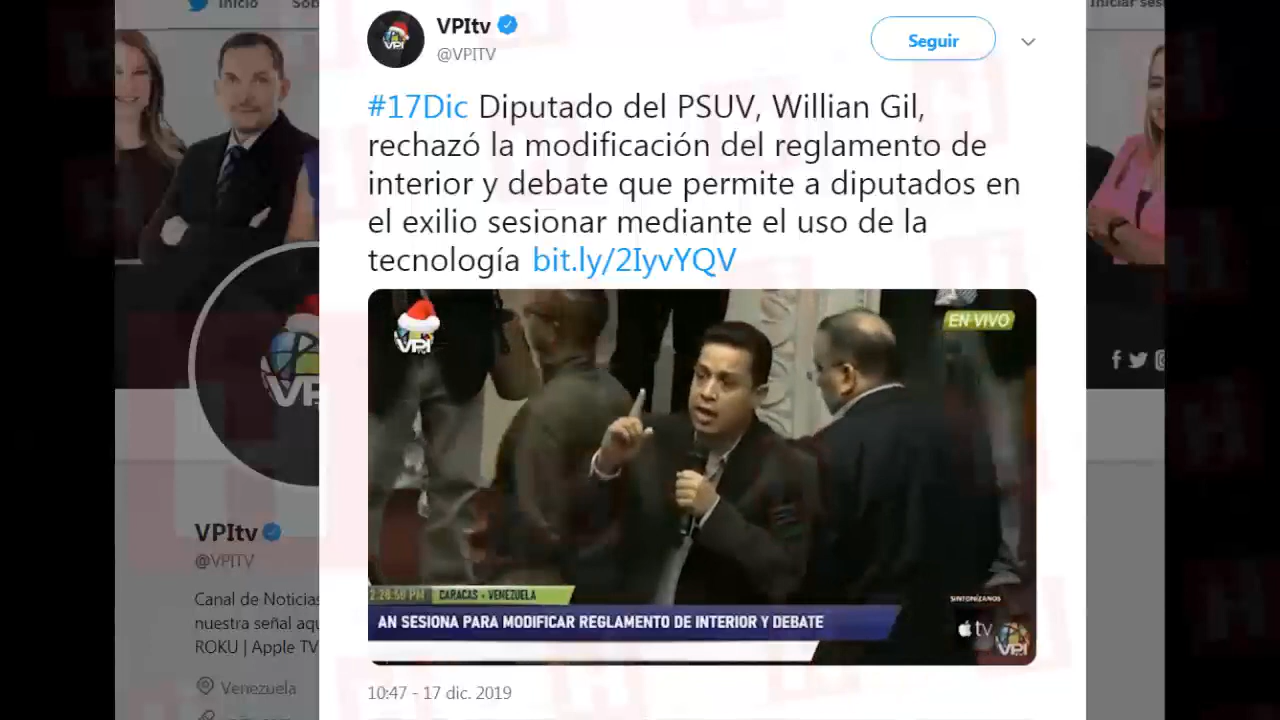 Inicio
Iniciar ses
VPItv
@VPITV
Seguir
#17Dic Diputado del PSUV, Willian Gil,
rechazó la modificación del reglamento de
interior y debate que permite a diputados en
el exilio sesionar mediante el uso de la
tecnología bit.ly/2IyvYQV
VPI
EN VIVO
VPI
CARACAS - VENEZUELA
AN SESIONA PARA MODIFICAR REGLAMENTO DE INTERIOR Y DEBATE
SINTONÍZANOS
tv
VPI
10:47 - 17 dic. 2019
VPItv
@VPITV
Canal de Noticias
nuestra señal aqu
ROKU | Apple TV
Venezuela